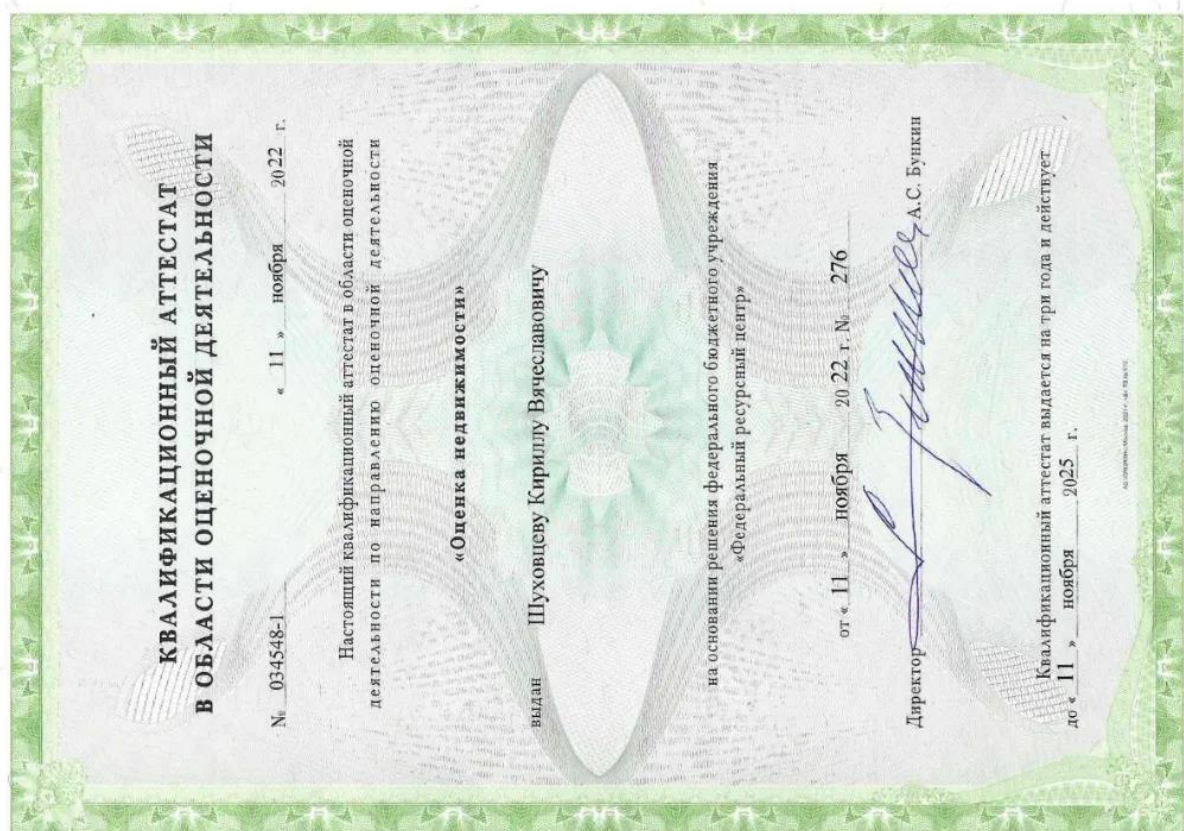 КВАЛИФИКАЦИОННЫЙ АТТЕСТАТ
В ОБЛАСТИ ОЦЕНОЧНОЙ ДЕЯТЕЛЬНОСТИ
№ 034548-1 « 11 » ноября 20 22 г.
Настоящий квалификационный аттестат в области оценочной
деятельности по направлению оценочной деятельности
«Оценка недвижимости»
выдан Шуховцеву Кириллу Вячеславовичу
на основании решения федерального бюджетного учреждения
«Федеральный ресурсный центр»
от « 11 » ноября 20 22 г. № 276
Директор А.С. Бункин
Квалификационный аттестат выдается на три года и действует
до « 11 » ноября 2025 г.